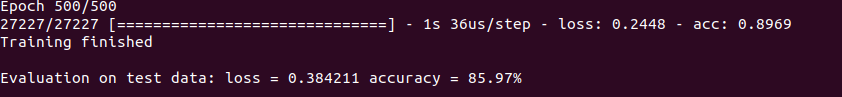 Epoch 500/500
27227/27227 [==============================] - 1s 36us/step - loss: 0.2448 - acc: 0.8969
Training finished
Evaluation on test data: loss = 0.384211 accuracy = 85.97%